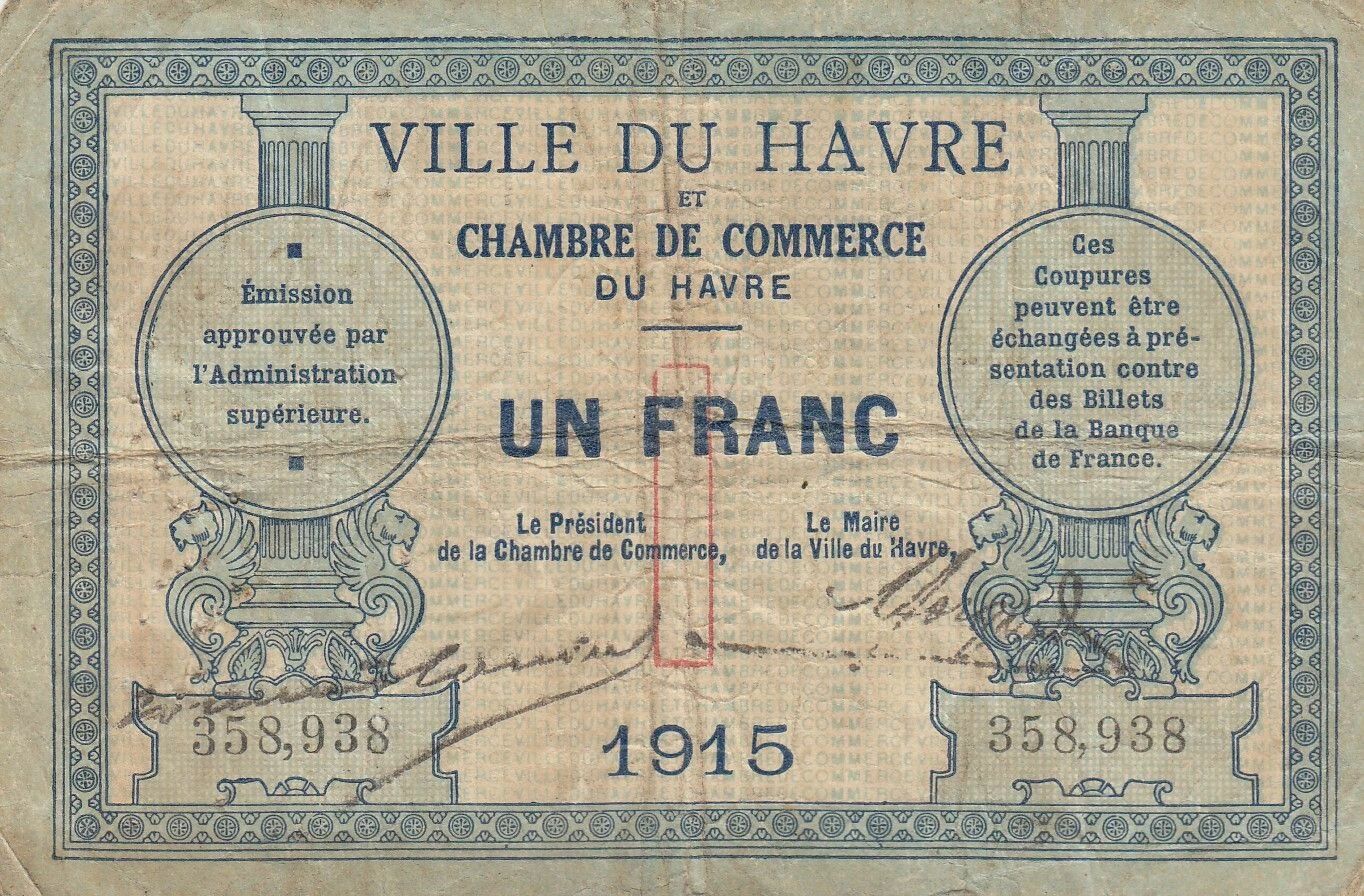 VILLE DU HAVRE
ET
CHAMBRE DE COMMERCE
DU HAVRE
Émission
approuvée par
l'Administration
supérieure.
Ces
Coupures
peuvent être
échangées à pré-
sentation contre
des Billets
de la Banque
de France.
UN FRANC
1
Le Président
de la Chambre de Commerce,
Le Maire
de la Ville du Havre,
358,938
1915
358,938